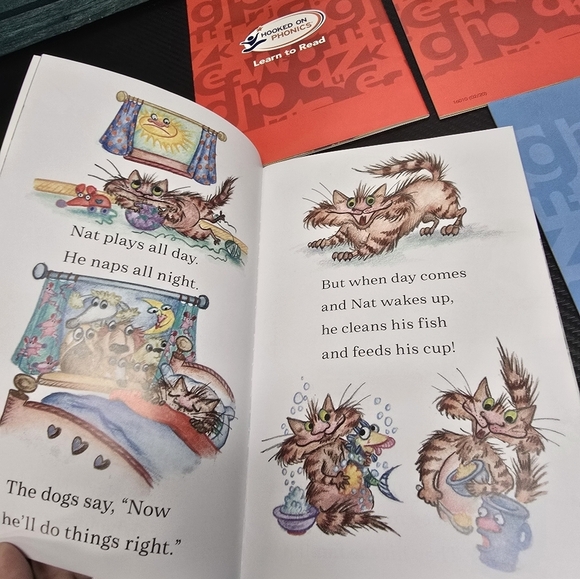 HOOKED ON
PHONICS
Learn to Read
Nat plays all day.
He naps all night.
The dogs say, “Now
he’ll do things right.”
But when day comes
and Nat wakes up,
he cleans his fish
and feeds his cup!